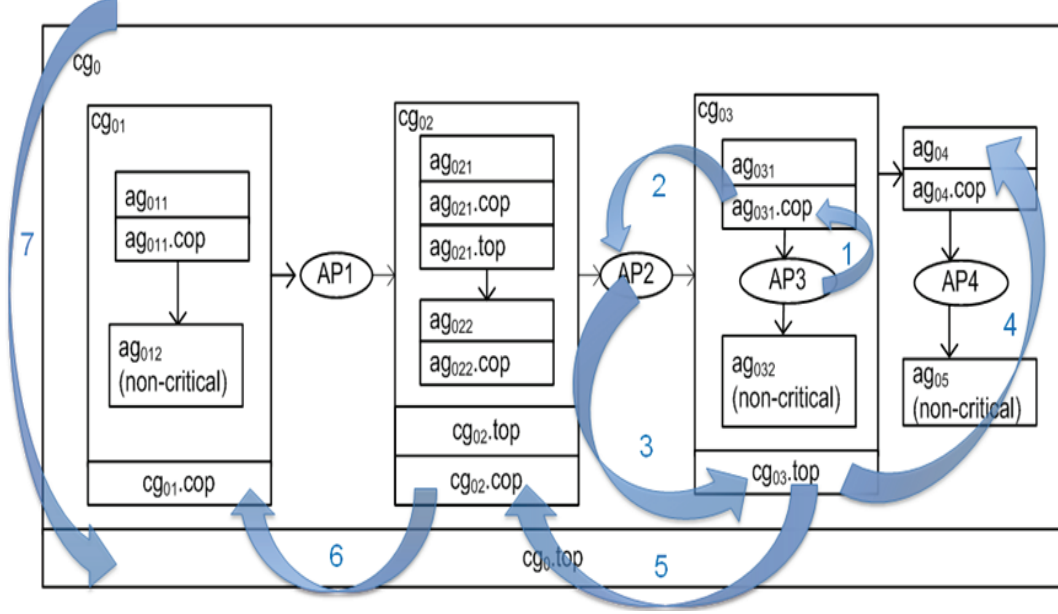 cg₀
cg₀₁
ag₀₁₁
ag₀₁₁.cop
ag₀₁₂
(non-critical)
cg₀₁.cop
AP1
cg₀₂
ag₀₂₁
ag₀₂₁.cop
ag₀₂₁.top
ag₀₂₂
ag₀₂₂.cop
cg₀₂.top
cg₀₂.cop
AP2
cg₀₃
ag₀₃₁
ag₀₃₁.cop
AP3
ag₀₃₂
(non-critical)
cg₀₃.top
ag₀₄
ag₀₄.cop
AP4
ag₀₅
(non-critical)
1
2
3
4
5
6
7
cg₀.top